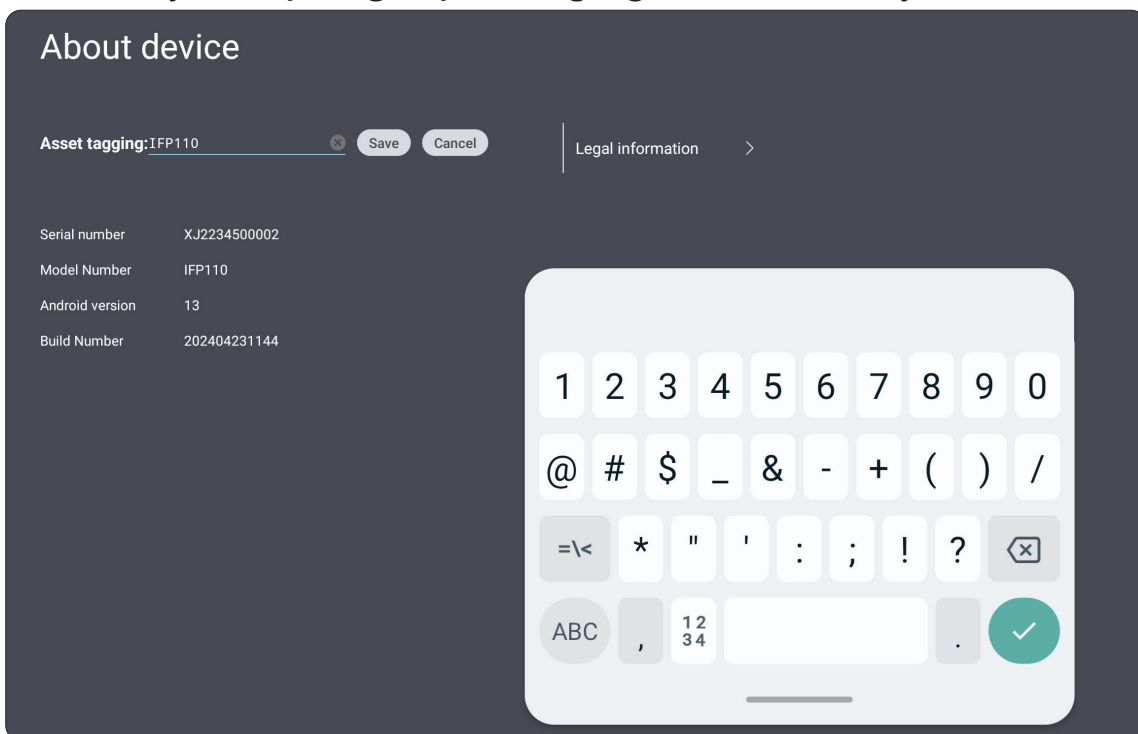 About device
Asset tagging:IFP110 Save Cancel
Legal information
Serial number XJ2234500002
Model Number IFP110
Android version 13
Build Number 202404231144
1 2 3 4 5 6 7 8 9 0
@ # $ _ & - + ( ) /
=\< * " ' : ; ! ?
ABC , 12 34 .